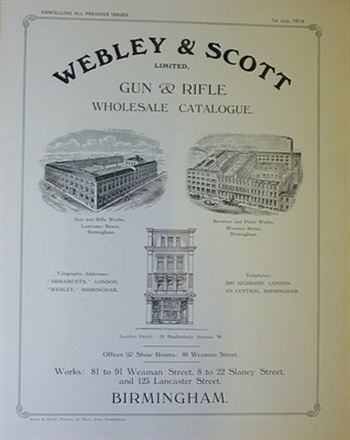 CANCELLING ALL PREVIOUS ISSUES.
1st July, 1914.
WEBLEY & SCOTT
LIMITED,
GUN & RIFLE
WHOLESALE CATALOGUE.
Gun and Rifle Works,
Lancaster Street,
Birmingham.
Revolver and Pistol Works,
Weaman Street,
Birmingham.
Telegraphic Addresses:
"ARMAMENTS," LONDON.
"WEBLEY," BIRMINGHAM.
Telephones:
GERRARD, LONDON.
CENTRAL, BIRMINGHAM.
London Depôt: 78 Shaftesbury Avenue, W.
Offices & Show Rooms: 86 Weaman Street.
Works: 81 to 91 Weaman Street, 8 to 22 Slaney Street,
and 125 Lancaster Street.
BIRMINGHAM.